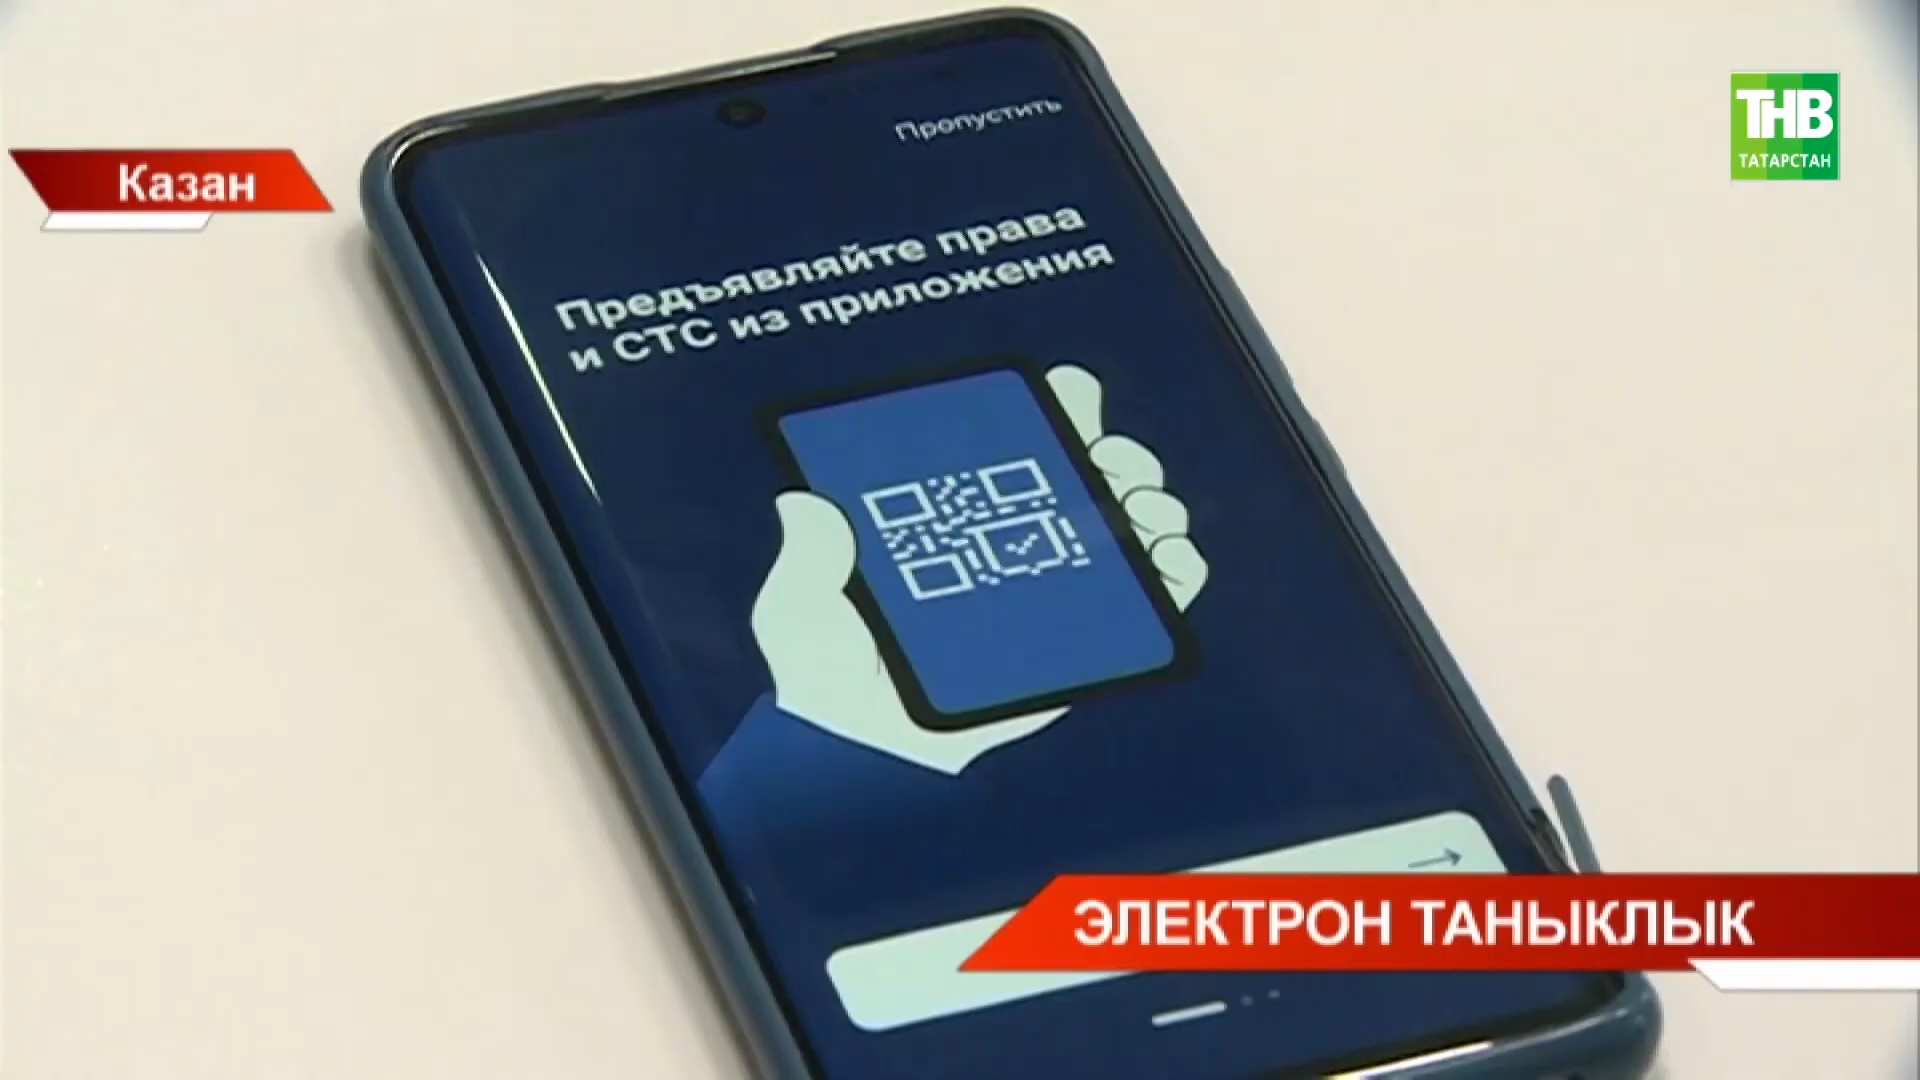 Пропустить
ТНВ
ТАТАРСТАН
Казан
Предъявляйте права
и СТС из приложения
ЭЛЕКТРОН ТАНЫКЛЫК